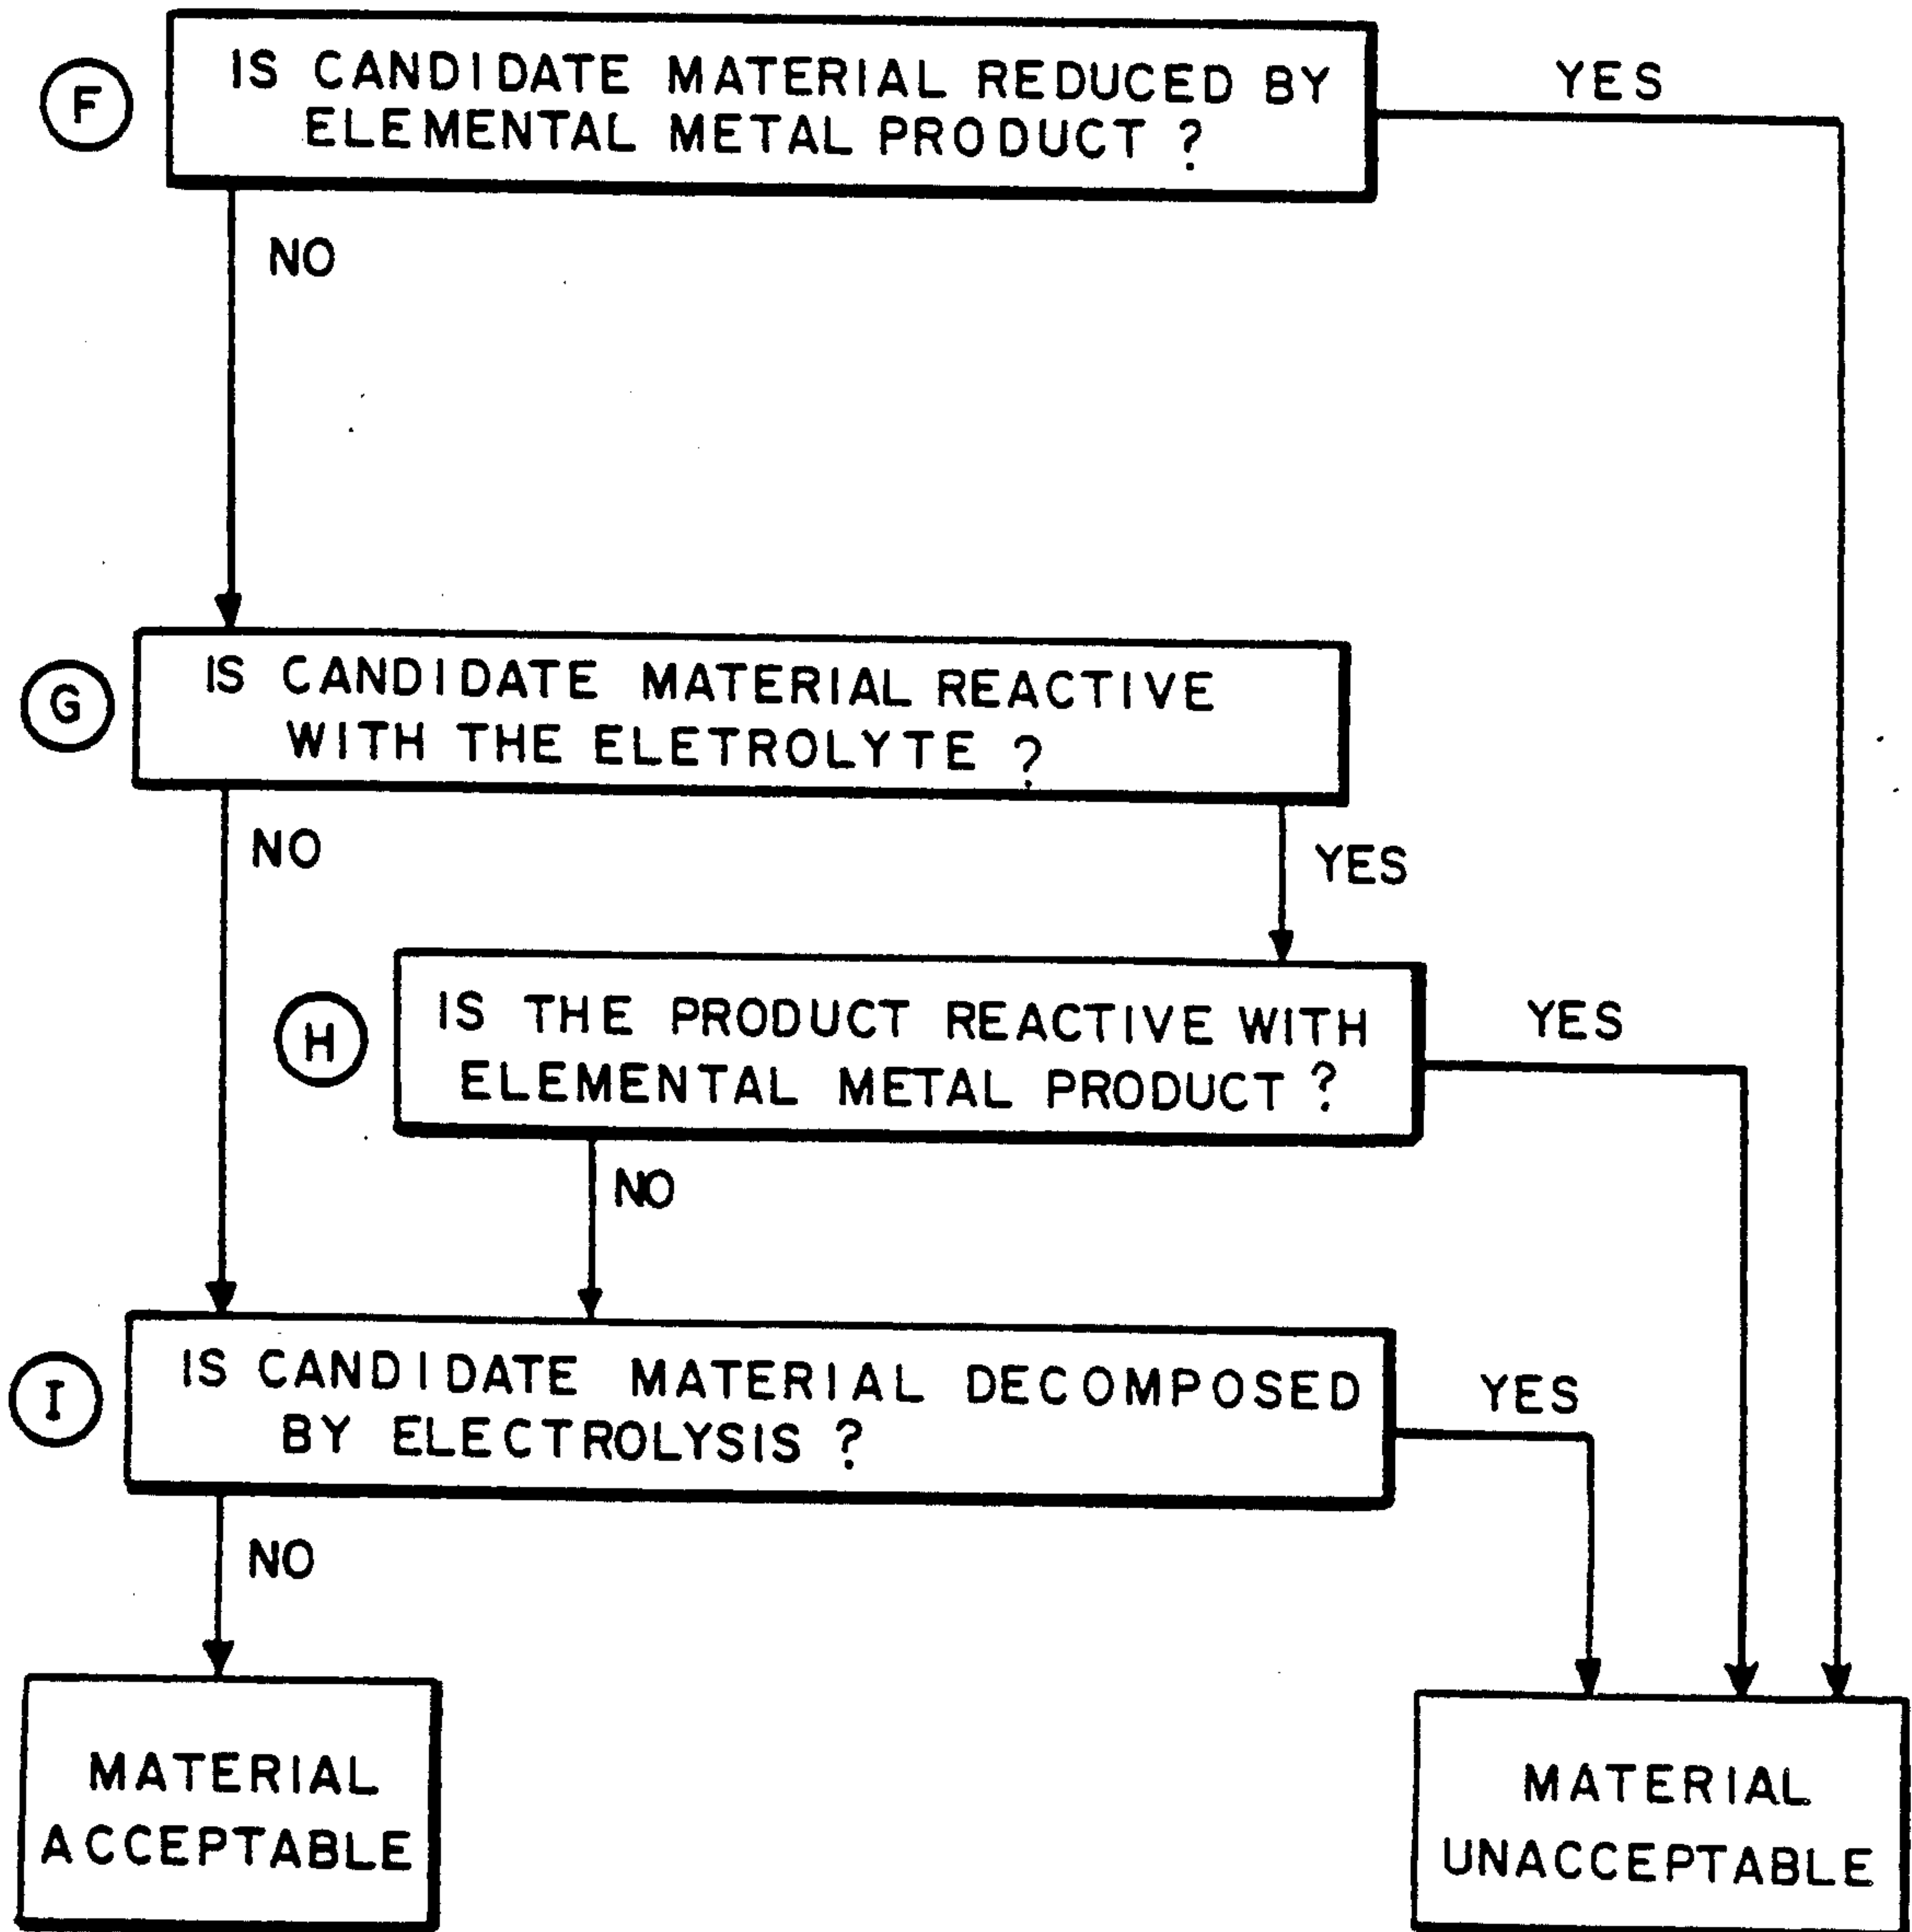 F
IS CANDIDATE MATERIAL REDUCED BY
ELEMENTAL METAL PRODUCT ?
YES
NO
G
IS CANDIDATE MATERIAL REACTIVE
WITH THE ELETROLYTE ?
NO
YES
H
IS THE PRODUCT REACTIVE WITH
ELEMENTAL METAL PRODUCT ?
YES
NO
I
IS CANDIDATE MATERIAL DECOMPOSED
BY ELECTROLYSIS ?
YES
NO
MATERIAL
ACCEPTABLE
MATERIAL
UNACCEPTABLE